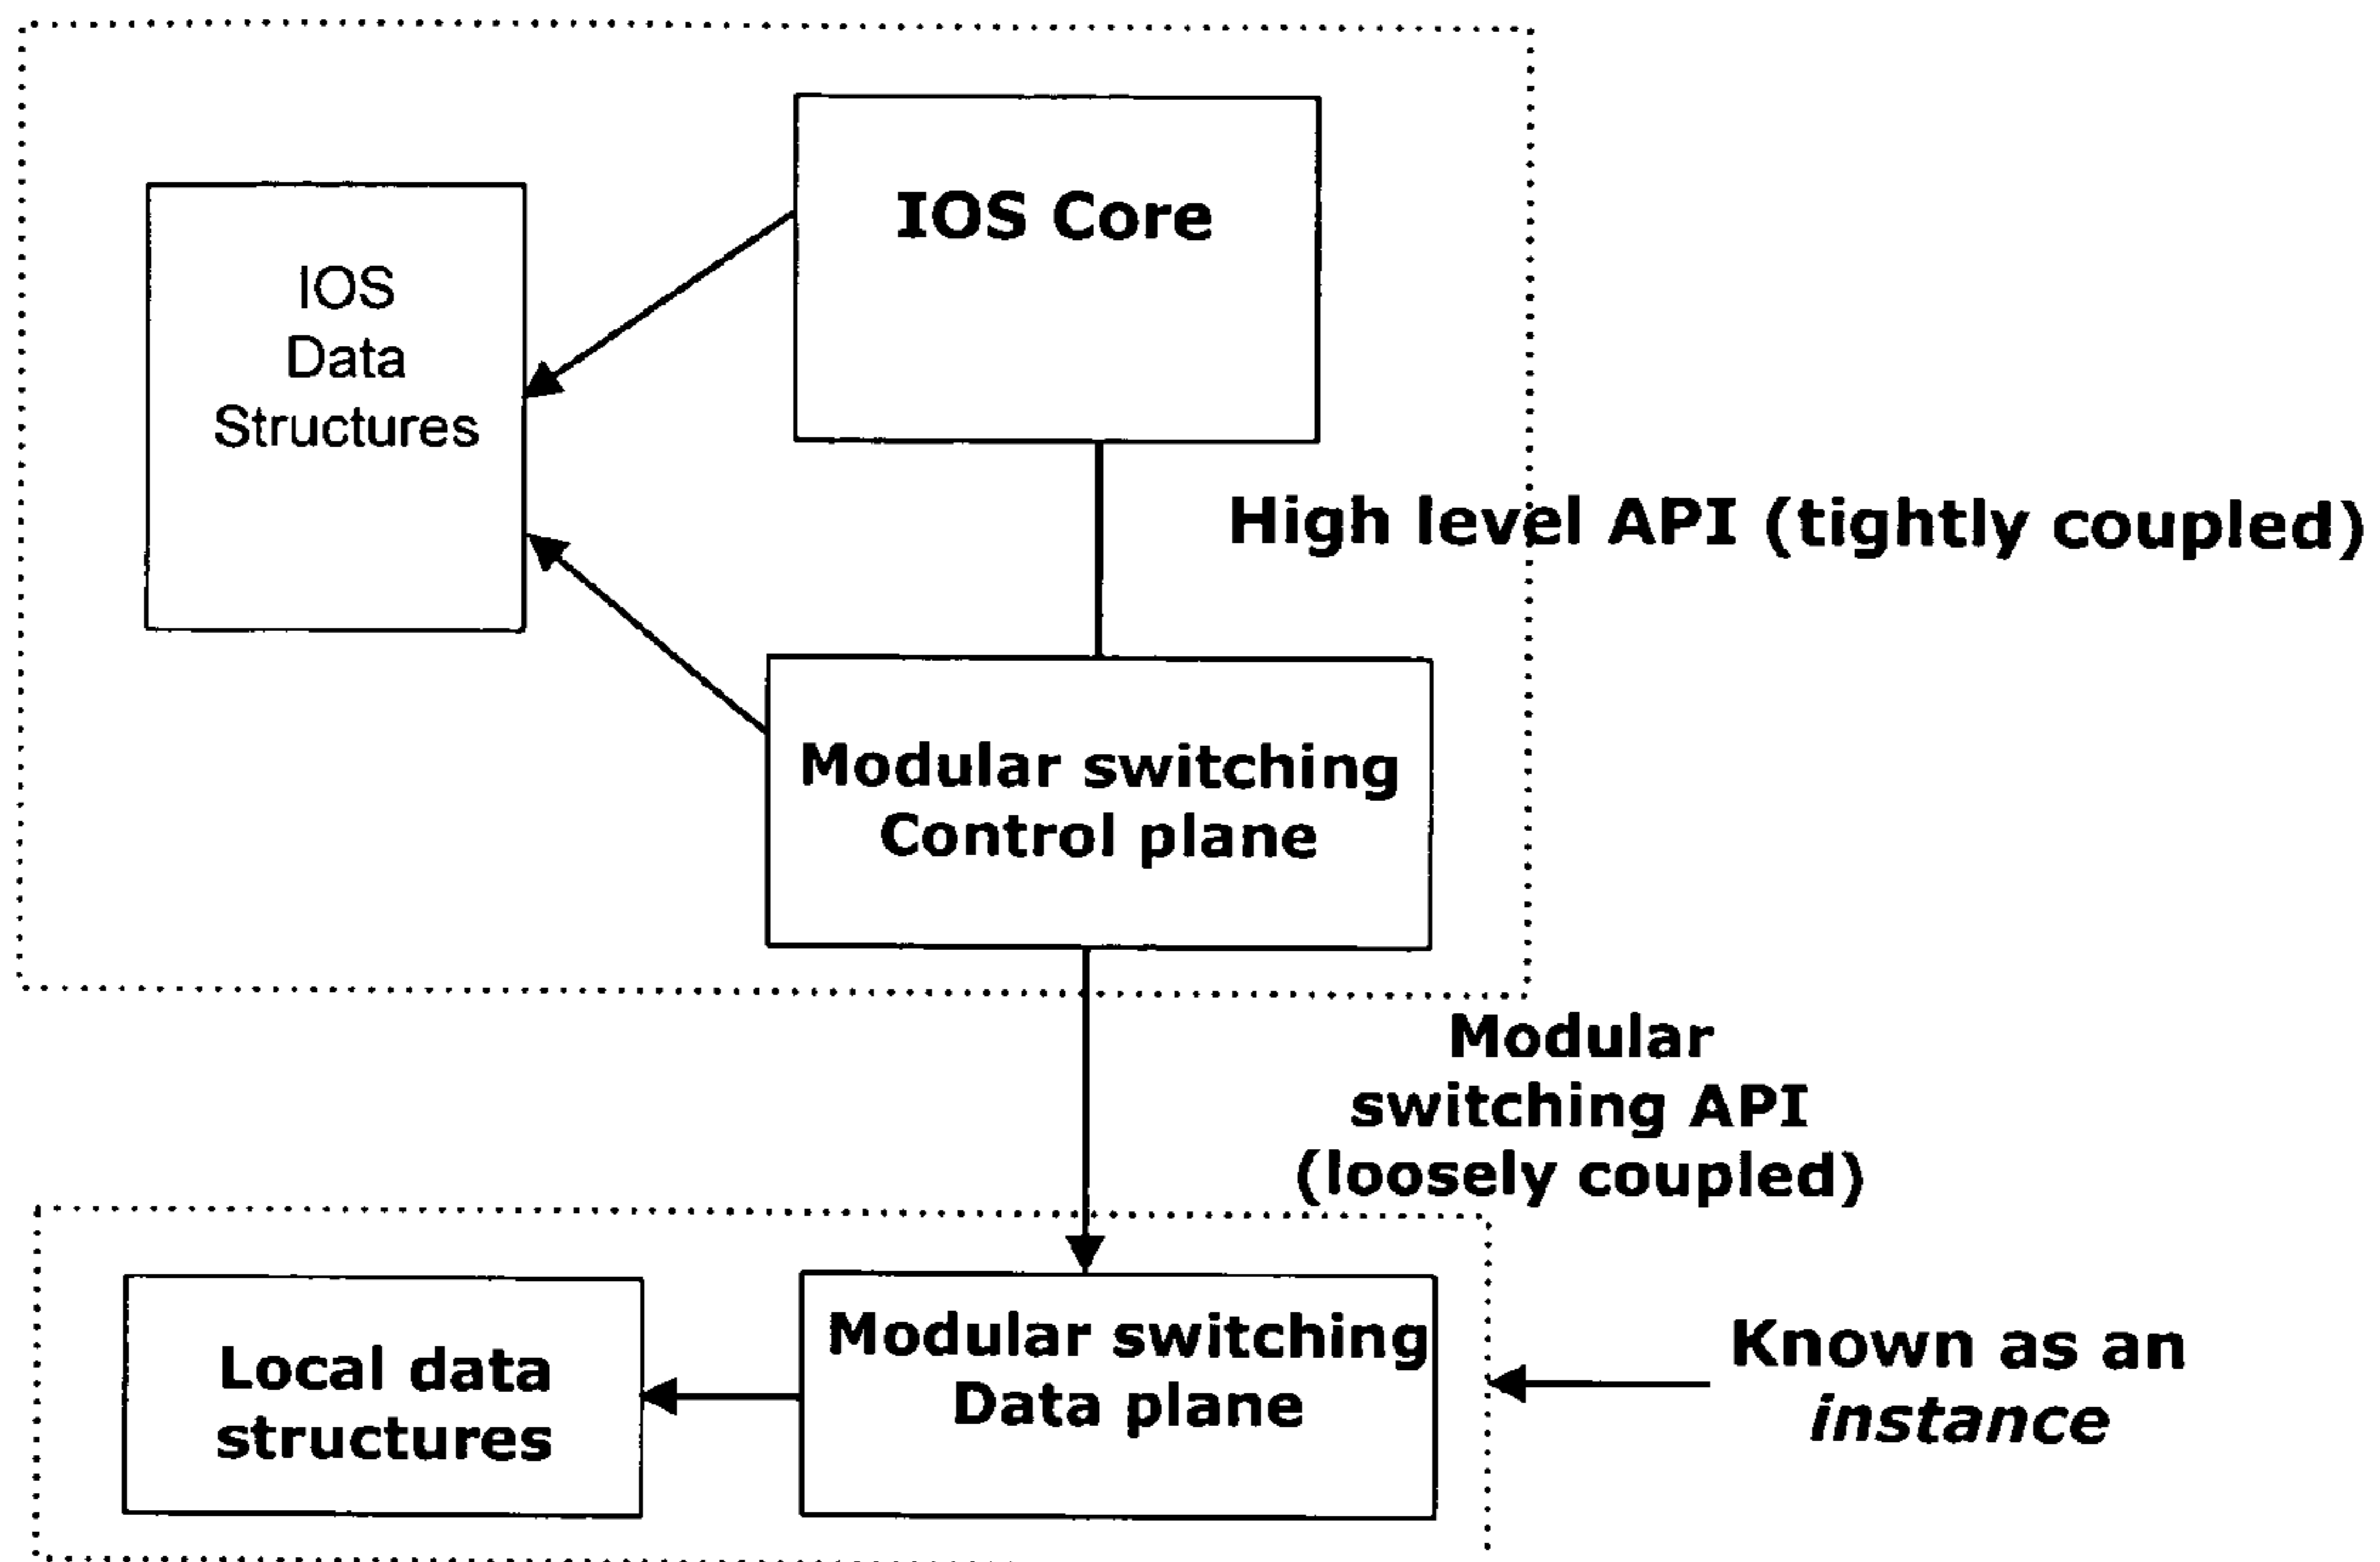 IOS Core
IOS
Data
Structures
High level API (tightly coupled)
Modular switching
Control plane
Modular
switching API
(loosely coupled)
Modular switching
Data plane
Local data
structures
Known as an
instance